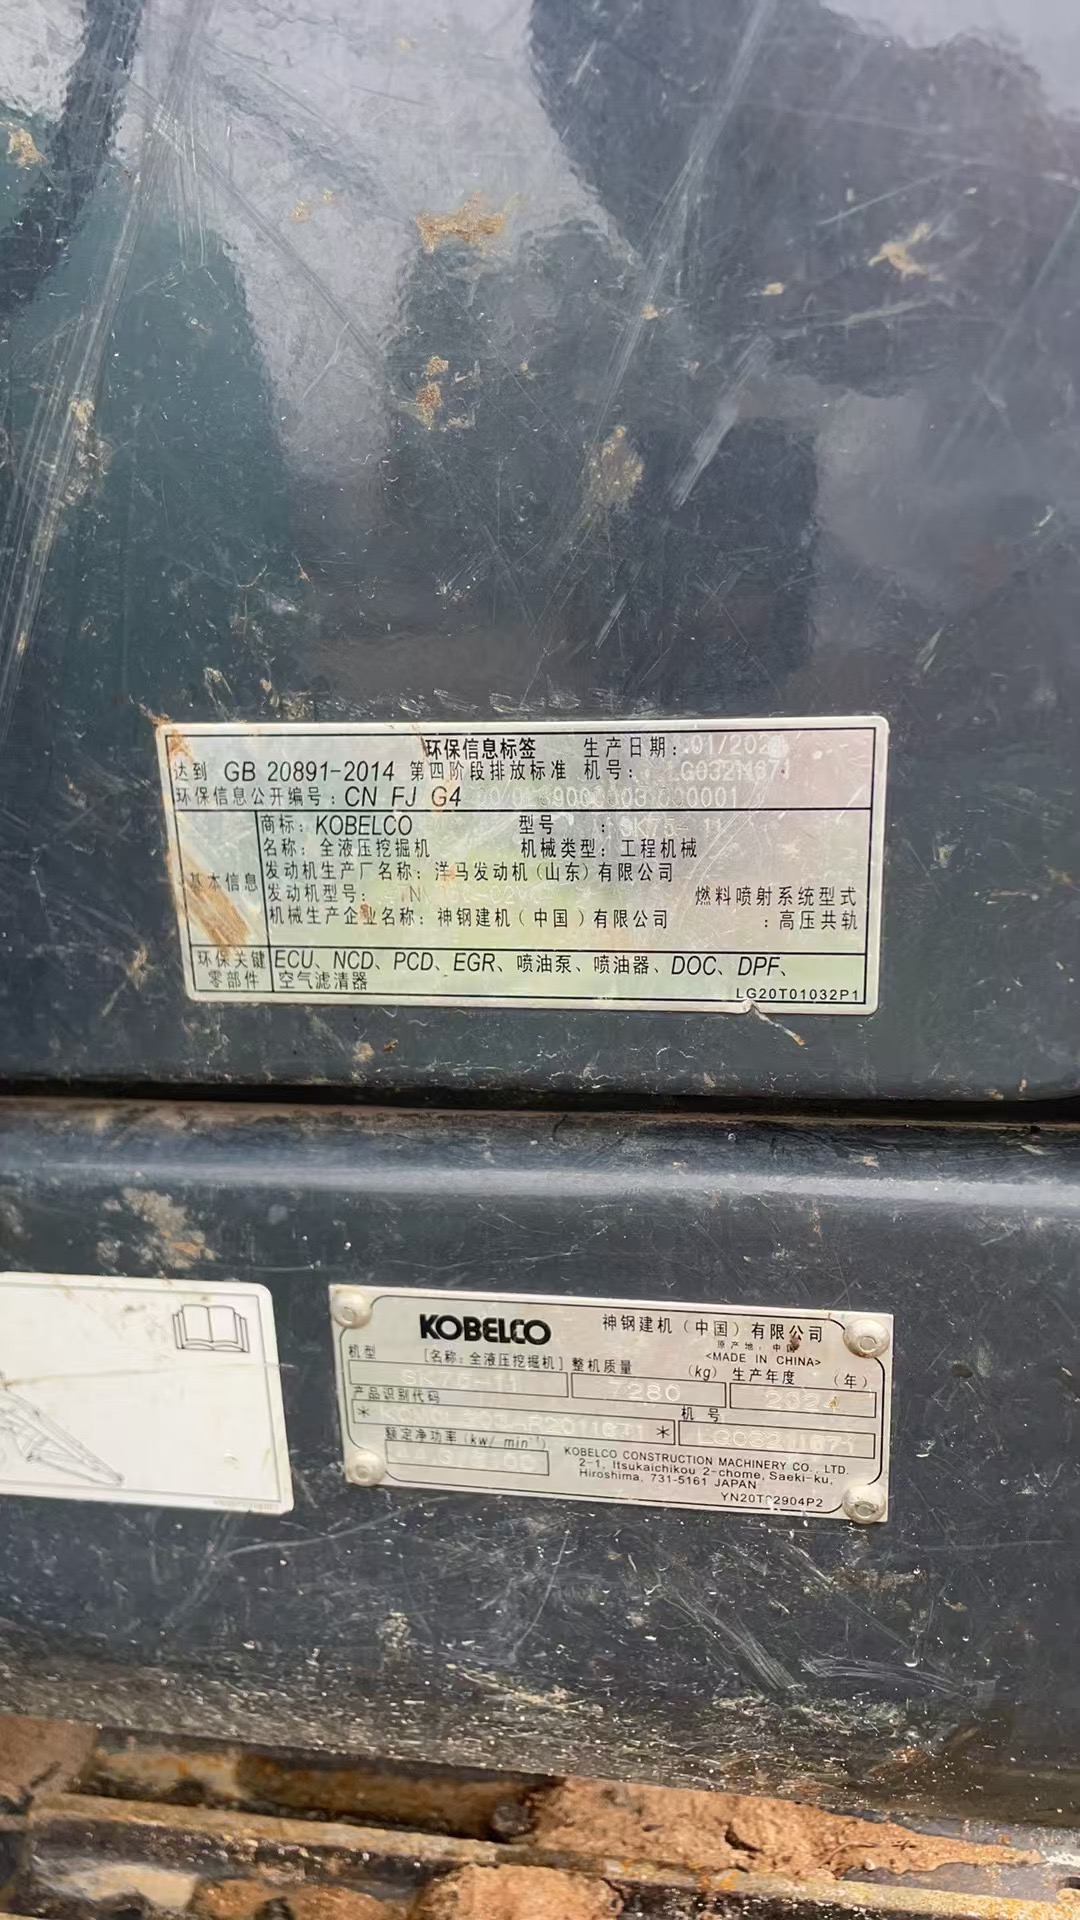 环保信息标签 生产日期: 01/2024
达到 GB 20891-2014 第四阶段排放标准 机号:
环保信息公开编号: CN FJ G4
商标: KOBELCO 型号 :
名称: 全液压挖掘机 机械类型: 工程机械
发动机生产厂名称: 洋马发动机(山东)有限公司
基本信息
发动机型号: 燃料喷射系统型式
机械生产企业名称: 神钢建机(中国)有限公司 : 高压共轨
环保关键零部件
ECU、NCD、PCD、EGR、喷油泵、喷油器、DOC、DPF、
空气滤清器
LG20T01032P1
KOBELCO 神钢建机(中国)有限公司
原产地: 中国
<MADE IN CHINA>
机型 [名称: 全液压挖掘机] 整机质量 (kg) 生产年度 (年)
7280 2024
产品识别代码 机号
* *
额定净功率(kw/min⁻¹)
KOBELCO CONSTRUCTION MACHINERY CO., LTD.
2-1, Itsukaichikou 2-chome, Saeki-ku,
Hiroshima, 731-5161 JAPAN
YN20T02904P2